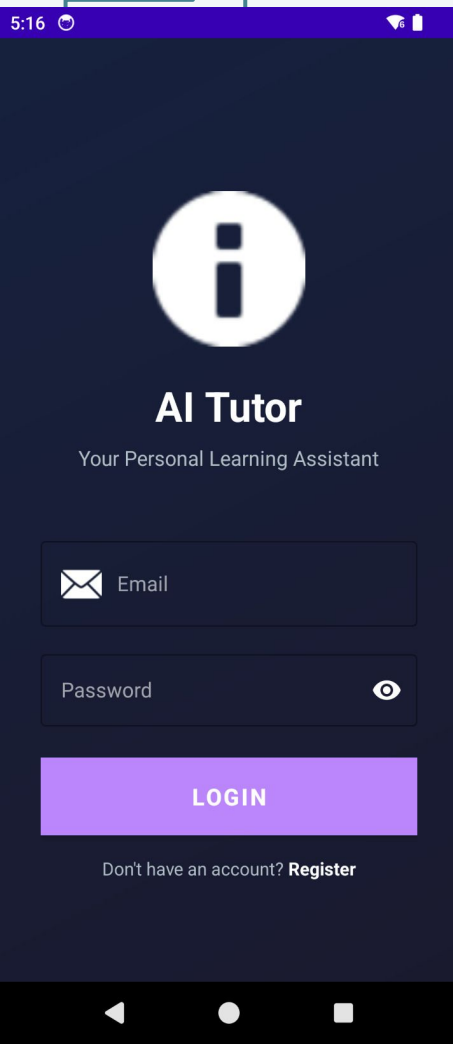 5:16
AI Tutor
Your Personal Learning Assistant
Email
Password
LOGIN
Don't have an account? Register